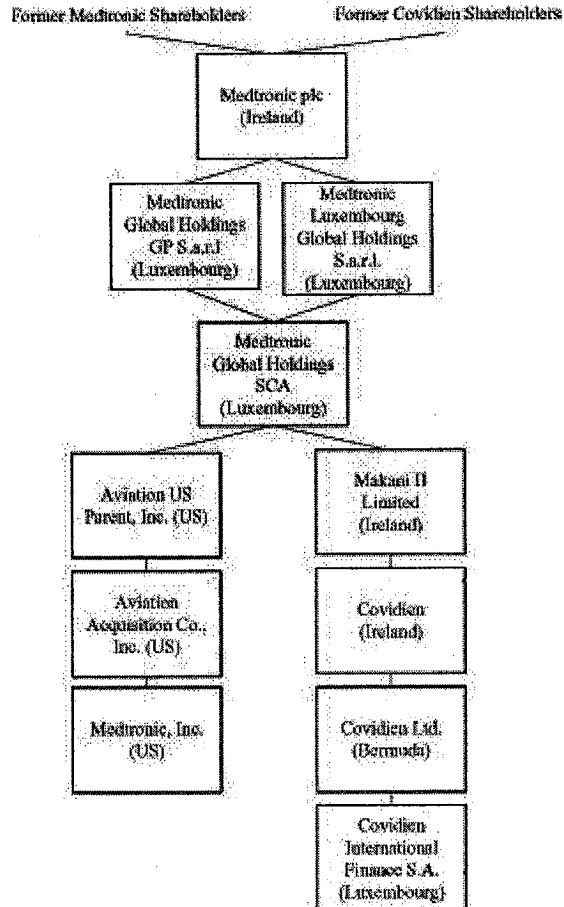 Former Medtronic Shareholders
Former Covidien Shareholders
Medtronic plc
(Ireland)
Medtronic
Global Holdings
GP S.a.r.l
(Luxembourg)
Medtronic
Luxembourg
Global Holdings
S.a.r.l.
(Luxembourg)
Medtronic
Global Holdings
SCA
(Luxembourg)
Aviation US
Parent, Inc. (US)
Aviation
Acquisition Co.,
Inc. (US)
Medtronic, Inc.
(US)
Makani II
Limited
(Ireland)
Covidien
(Ireland)
Covidien Ltd.
(Bermuda)
Covidien
International
Finance S.A.
(Luxembourg)